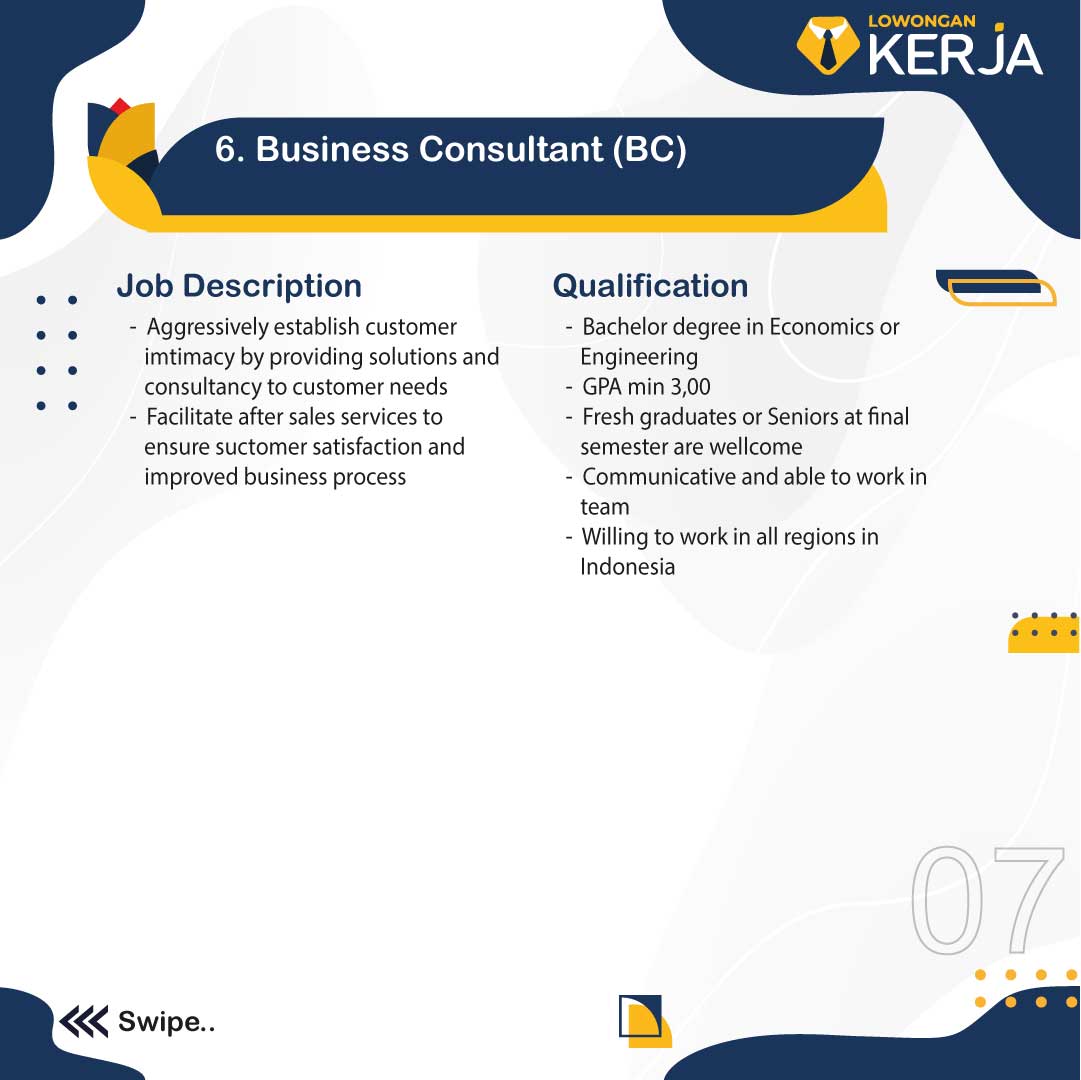 LOWONGAN
KERJA
6. Business Consultant (BC)
Job Description
- Aggressively establish customer
imtimacy by providing solutions and
consultancy to customer needs
- Facilitate after sales services to
ensure suctomer satisfaction and
improved business process
Qualification
- Bachelor degree in Economics or
Engineering
- GPA min 3,00
- Fresh graduates or Seniors at final
semester are wellcome
- Communicative and able to work in
team
- Willing to work in all regions in
Indonesia
07
Swipe..